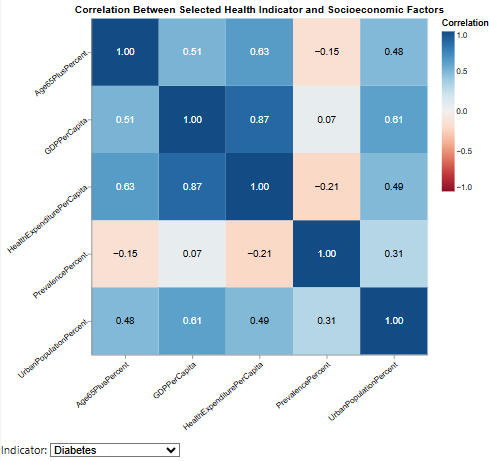 Correlation Between Selected Health Indicator and Socioeconomic Factors
Correlation
Age65PlusPercent 1.00 0.51 0.63 −0.15 0.48
GDPPerCapita 0.51 1.00 0.87 0.07 0.61
HealthExpenditurePerCapita 0.63 0.87 1.00 −0.21 0.49
PrevalencePercent −0.15 0.07 −0.21 1.00 0.31
UrbanPopulationPercent 0.48 0.61 0.49 0.31 1.00
Age65PlusPercent GDPPerCapita HealthExpenditurePerCapita PrevalencePercent UrbanPopulationPercent
1.0
0.5
0.0
−0.5
−1.0
Indicator: Diabetes